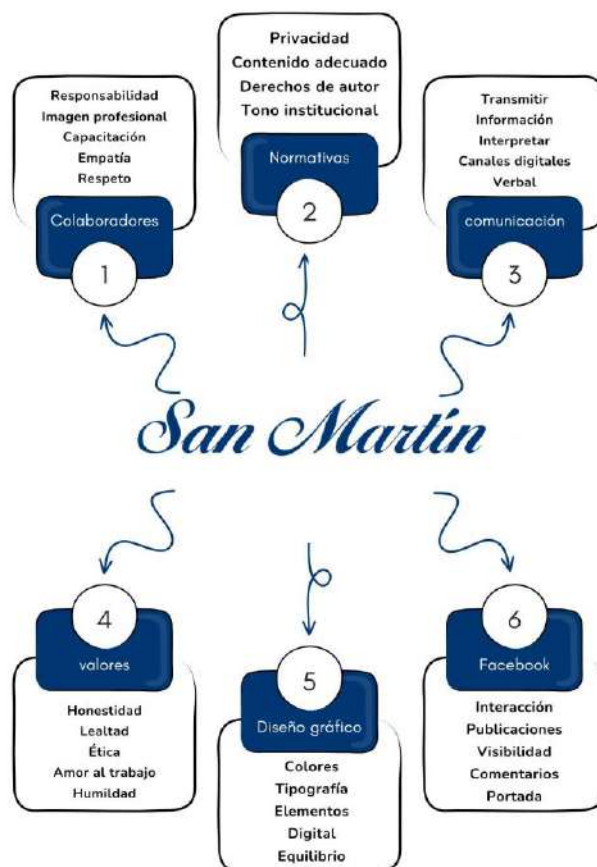 Responsabilidad
Imagen profesional
Capacitación
Empatía
Respeto
Colaboradores
1
Privacidad
Contenido adecuado
Derechos de autor
Tono institucional
Normativas
2
Transmitir
Información
Interpretar
Canales digitales
Verbal
comunicación
3
San Martín
4
valores
Honestidad
Lealtad
Ética
Amor al trabajo
Humildad
5
Diseño gráfico
Colores
Tipografía
Elementos
Digital
Equilibrio
6
Facebook
Interacción
Publicaciones
Visibilidad
Comentarios
Portada